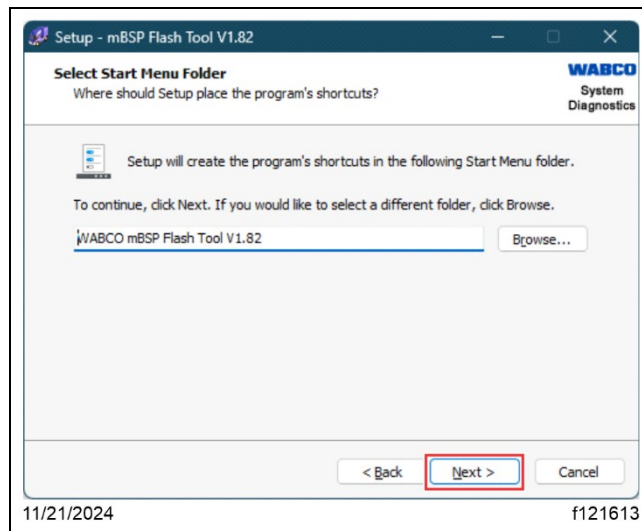 Setup - mBSP Flash Tool V1.82
Select Start Menu Folder
Where should Setup place the program's shortcuts?
WABCO
System
Diagnostics
Setup will create the program's shortcuts in the following Start Menu folder.
To continue, click Next. If you would like to select a different folder, click Browse.
WABCO mBSP Flash Tool V1.82
Browse...
< Back
Next >
Cancel
11/21/2024
f121613